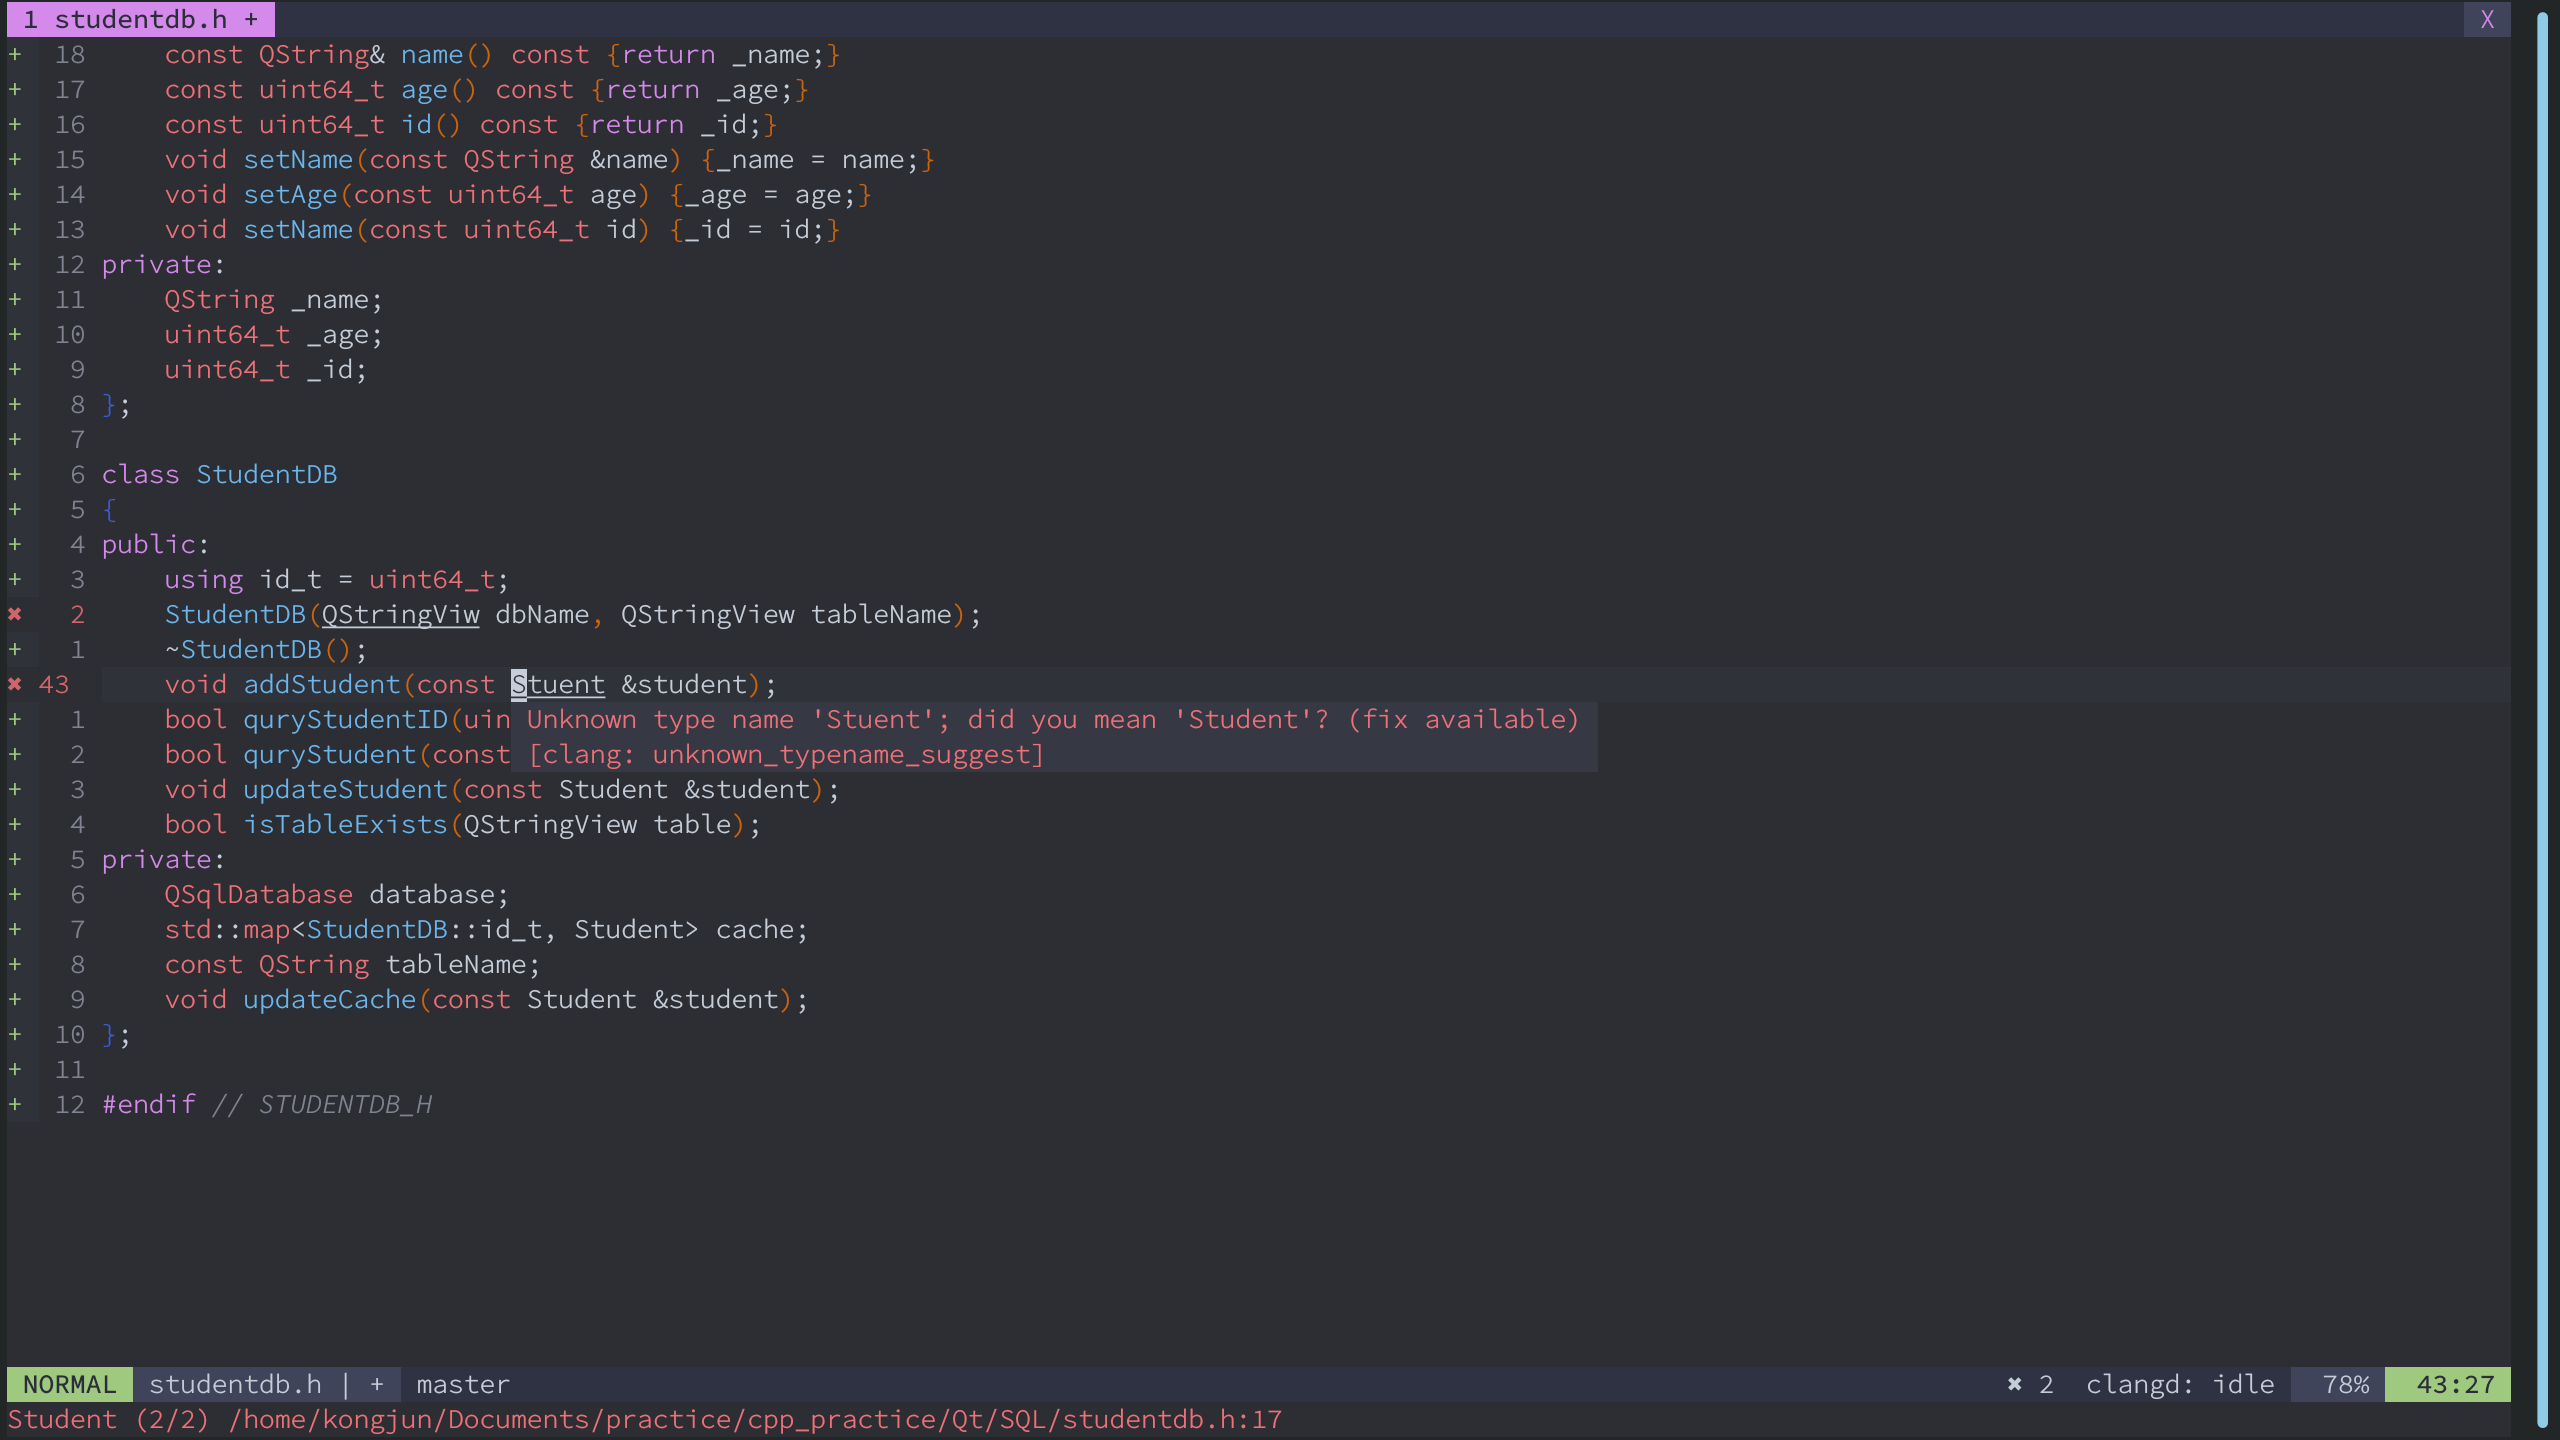 1 studentdb.h + X
+ 18 const QString& name() const {return _name;}
+ 17 const uint64_t age() const {return _age;}
+ 16 const uint64_t id() const {return _id;}
+ 15 void setName(const QString &name) {_name = name;}
+ 14 void setAge(const uint64_t age) {_age = age;}
+ 13 void setName(const uint64_t id) {_id = id;}
+ 12 private:
+ 11 QString _name;
+ 10 uint64_t _age;
+ 9 uint64_t _id;
+ 8 };
+ 7
+ 6 class StudentDB
+ 5 {
+ 4 public:
+ 3 using id_t = uint64_t;
✖ 2 StudentDB(QStringViw dbName, QStringView tableName);
+ 1 ~StudentDB();
✖ 43 void addStudent(const Stuent &student);
+ 1 bool quryStudentID(uin Unknown type name 'Stuent'; did you mean 'Student'? (fix available)
+ 2 bool quryStudent(const [clang: unknown_typename_suggest]
+ 3 void updateStudent(const Student &student);
+ 4 bool isTableExists(QStringView table);
+ 5 private:
+ 6 QSqlDatabase database;
+ 7 std::map<StudentDB::id_t, Student> cache;
+ 8 const QString tableName;
+ 9 void updateCache(const Student &student);
+ 10 };
+ 11
+ 12 #endif // STUDENTDB_H
NORMAL studentdb.h | + master ✖ 2 clangd: idle 78% 43:27
Student (2/2) /home/kongjun/Documents/practice/cpp_practice/Qt/SQL/studentdb.h:17